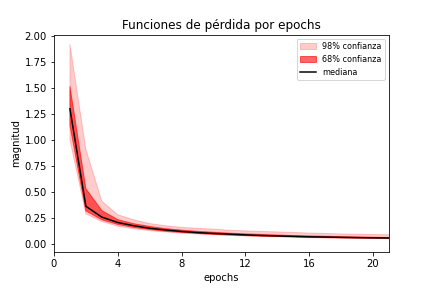 Funciones de pérdida por epochs
98% confianza
68% confianza
mediana
magnitud
2.00
1.75
1.50
1.25
1.00
0.75
0.50
0.25
0.00
0 4 8 12 16 20
epochs